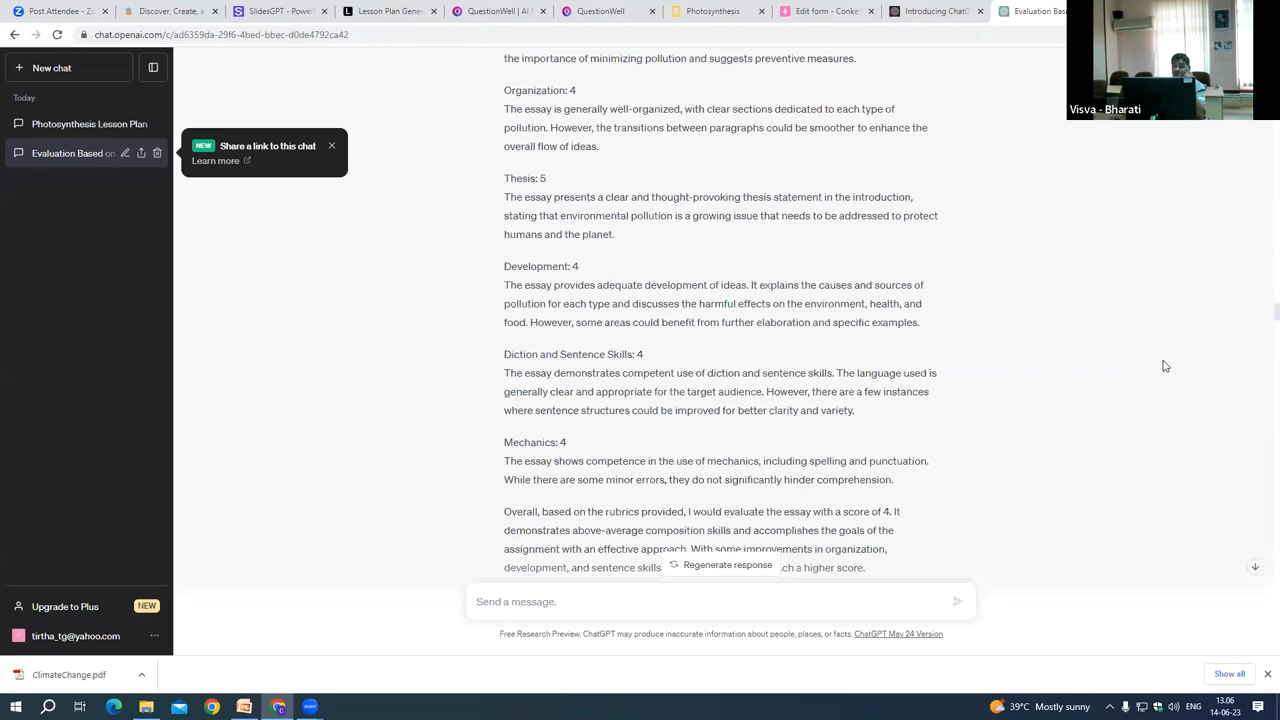 Post Attendee - Zoom
Discover, Create, a
SlidesGPT - Powerf
Lesson Plan Gener
QuestionWell | AI
QuestionWell
Photosynthesis
Edit form - Conker
Introducing ChatG
Evaluation Base
chat.openai.com/c/ad6359da-29f6-4bed-bbec-d0de4792ca42
New chat
Today
Photosynthesis Lesson Plan
Evaluation Based on
NEW Share a link to this chat
Learn more
Visva - Bharati
the importance of minimizing pollution and suggests preventive measures.
Organization: 4
The essay is generally well-organized, with clear sections dedicated to each type of
pollution. However, the transitions between paragraphs could be smoother to enhance the
overall flow of ideas.
Thesis: 5
The essay presents a clear and thought-provoking thesis statement in the introduction,
stating that environmental pollution is a growing issue that needs to be addressed to protect
humans and the planet.
Development: 4
The essay provides adequate development of ideas. It explains the causes and sources of
pollution for each type and discusses the harmful effects on the environment, health, and
food. However, some areas could benefit from further elaboration and specific examples.
Diction and Sentence Skills: 4
The essay demonstrates competent use of diction and sentence skills. The language used is
generally clear and appropriate for the target audience. However, there are a few instances
where sentence structures could be improved for better clarity and variety.
Mechanics: 4
The essay shows competence in the use of mechanics, including spelling and punctuation.
While there are some minor errors, they do not significantly hinder comprehension.
Overall, based on the rubrics provided, I would evaluate the essay with a score of 4. It
demonstrates above-average composition skills and accomplishes the goals of the
assignment with an effective approach. With some improvements in organization,
development, and sentence skills ch a higher score.
Regenerate response
Send a message.
Free Research Preview. ChatGPT may produce inaccurate information about people, places, or facts. ChatGPT May 24 Version
Upgrade to Plus NEW
tirtha_tg@yahoo.com
ClimateChange.pdf
Show all
39°C Mostly sunny
ENG
13.06
14-06-23